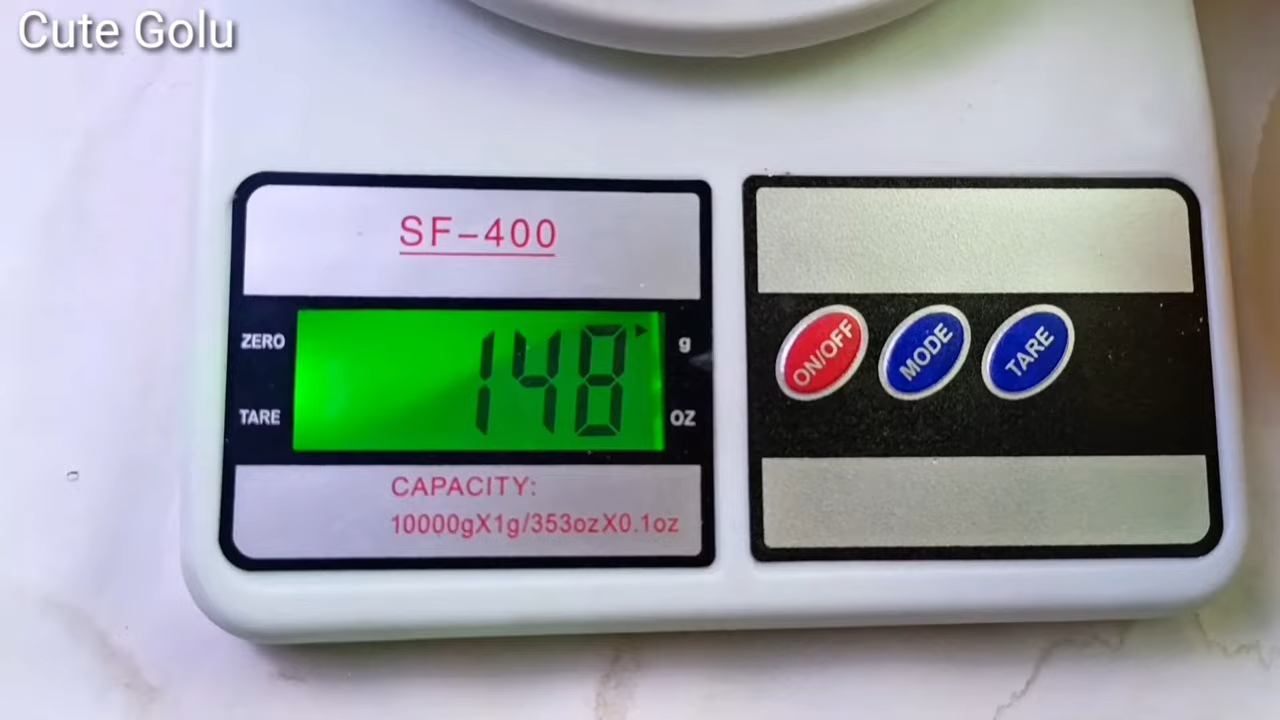 Cute Golu
SF-400
ZERO
148
g
TARE
OZ
CAPACITY:
10000gX1g/353ozX0.1oz
ON/OFF
MODE
TARE